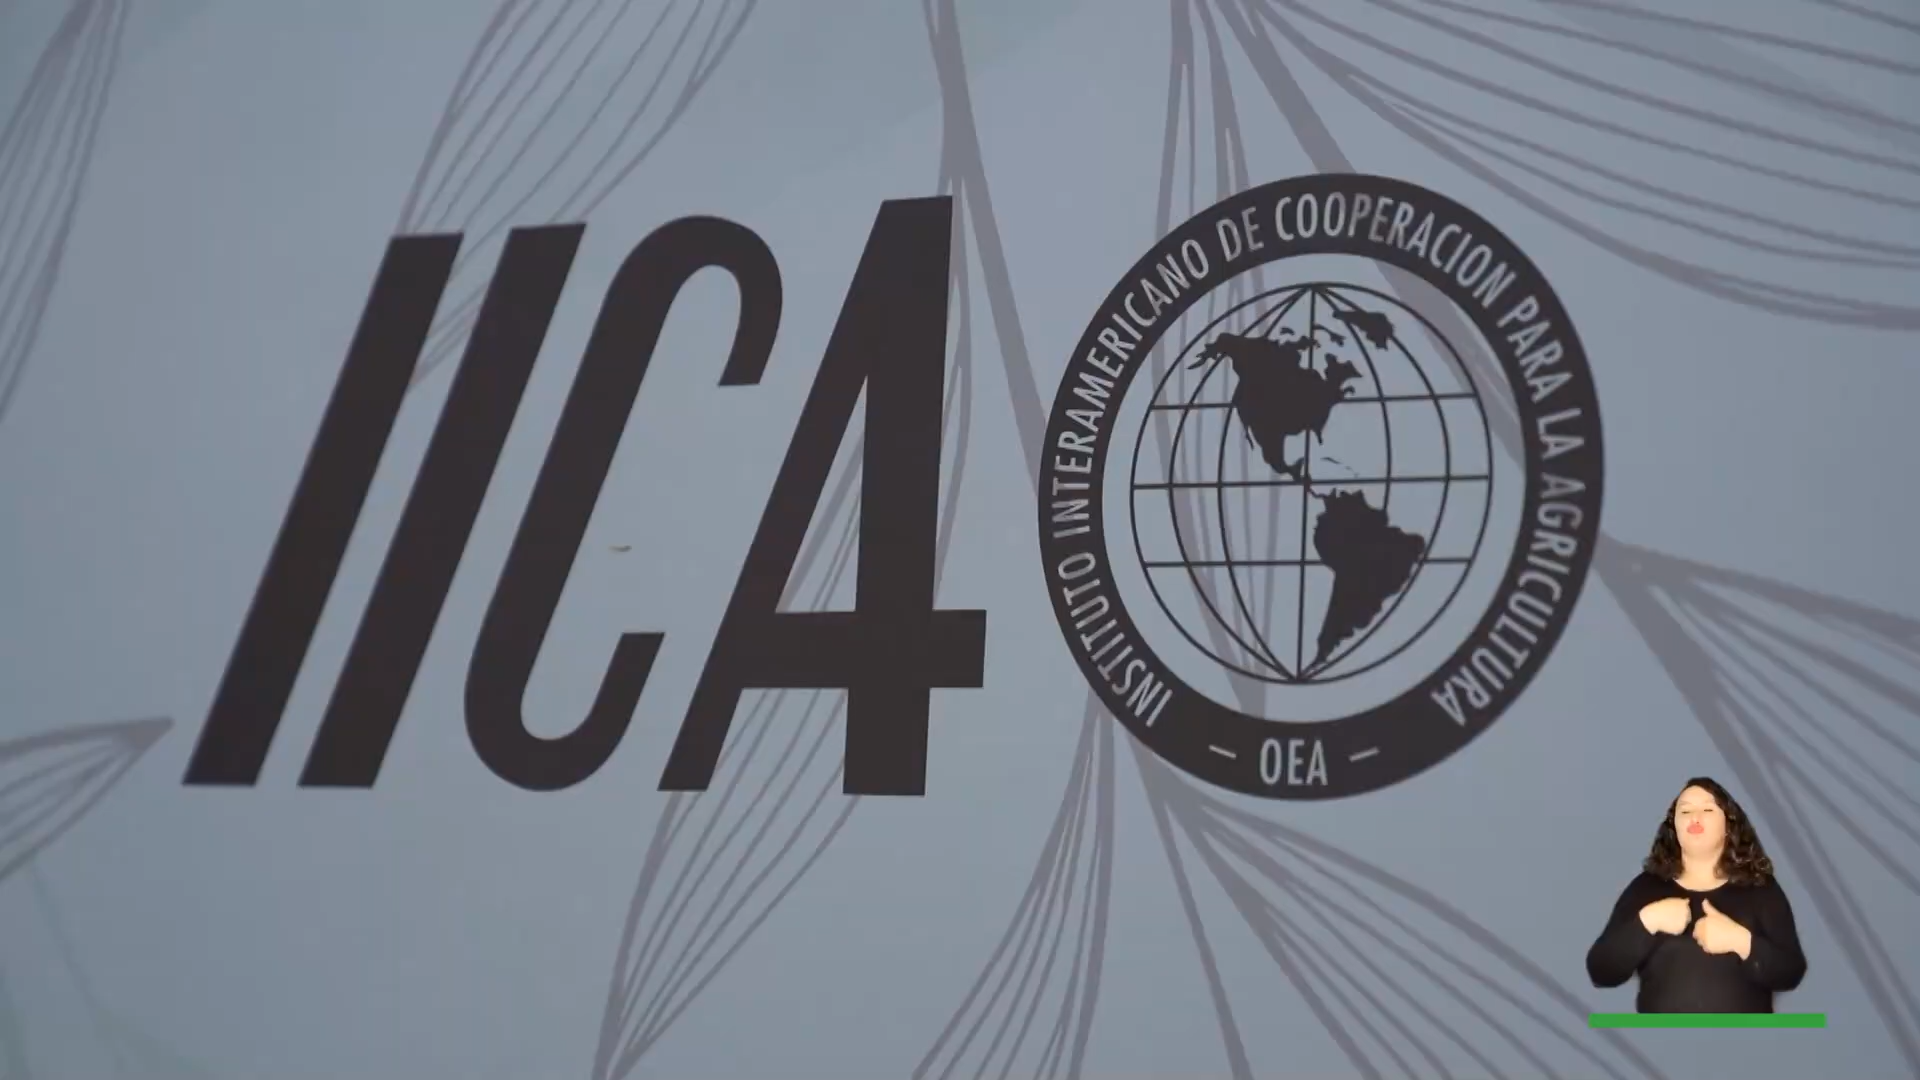 IICA
INSTITUTO INTERAMERICANO DE COOPERACION PARA LA AGRICULTURA
– OEA –